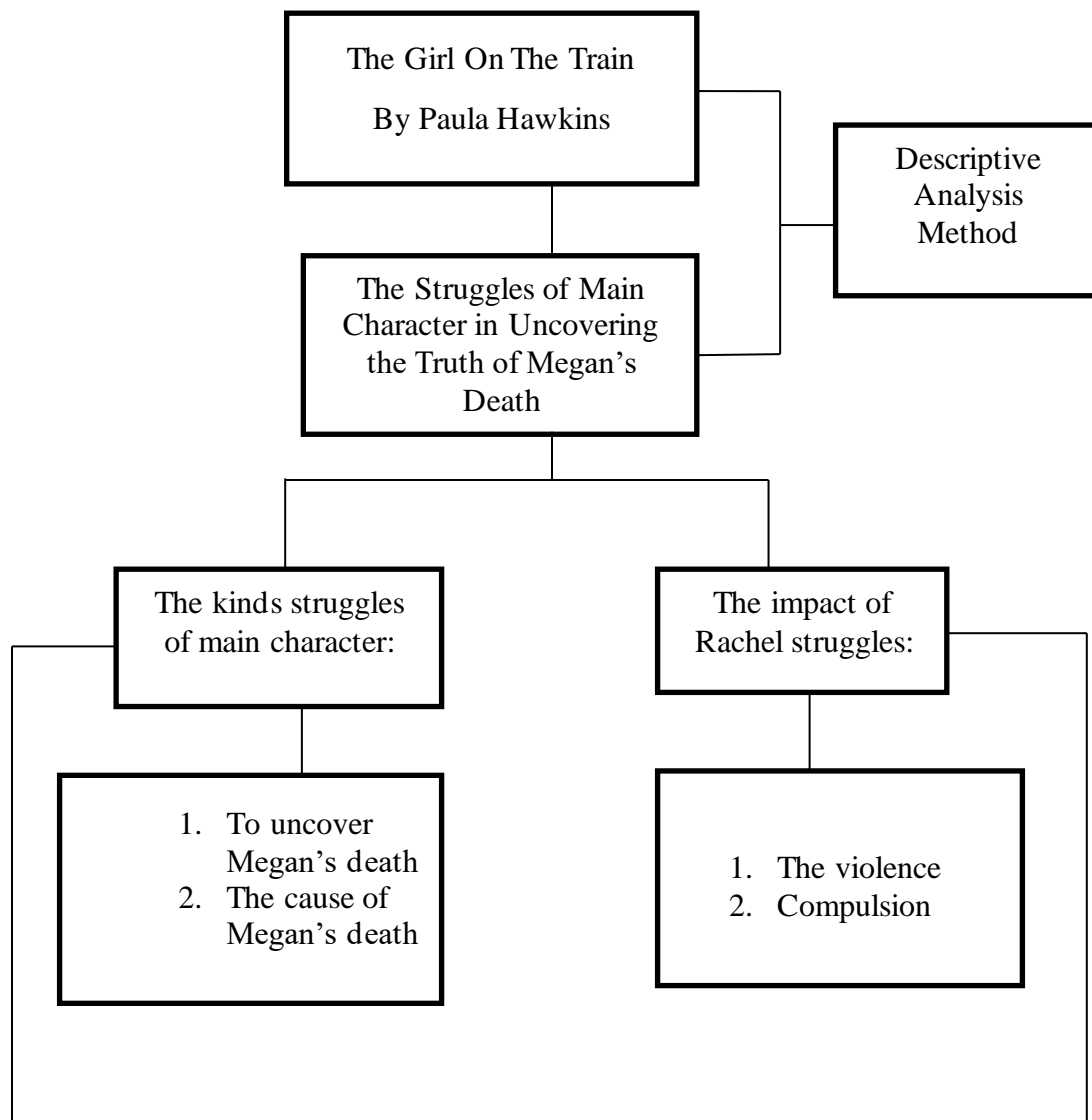 The Girl On The Train
By Paula Hawkins
Descriptive
Analysis
Method
The Struggles of Main
Character in Uncovering
the Truth of Megan’s
Death
The kinds struggles
of main character:
The impact of
Rachel struggles:
1. To uncover
Megan’s death
2. The cause of
Megan’s death
1. The violence
2. Compulsion